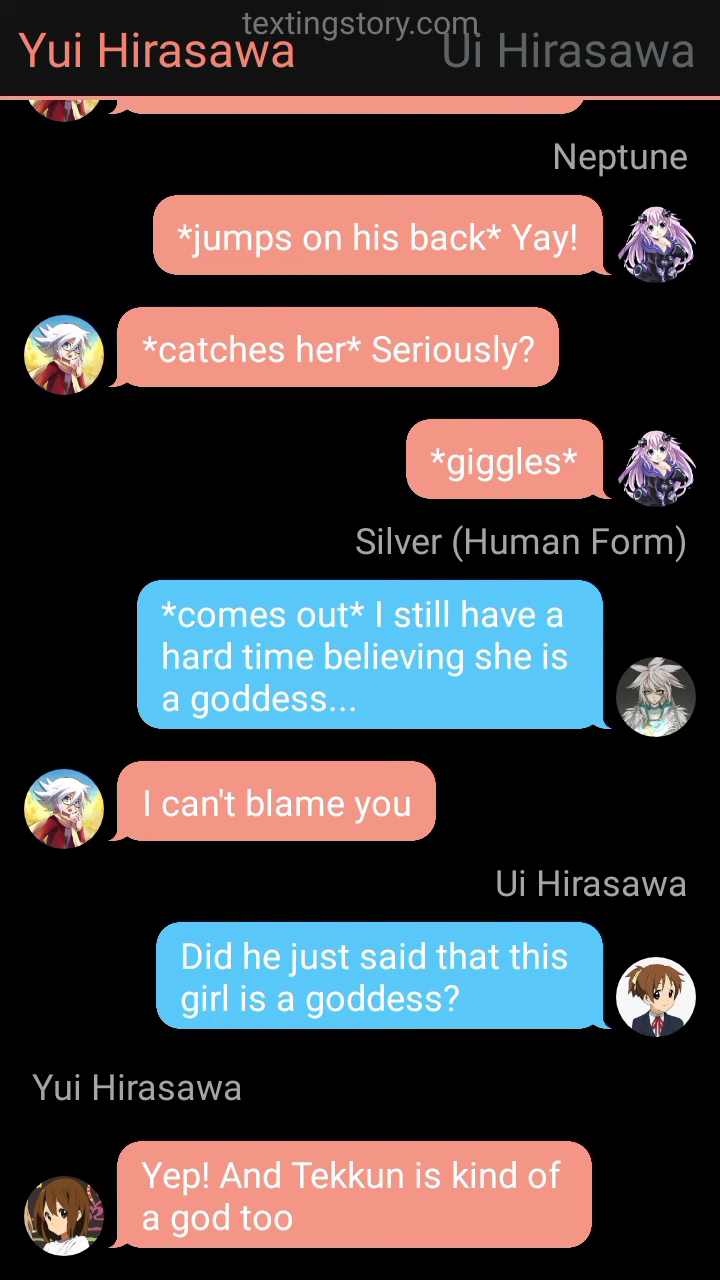 textingstory.com
Yui Hirasawa
Ui Hirasawa
Neptune
*jumps on his back* Yay!
*catches her* Seriously?
*giggles*
Silver (Human Form)
*comes out* I still have a
hard time believing she is
a goddess...
I can't blame you
Ui Hirasawa
Did he just said that this
girl is a goddess?
Yui Hirasawa
Yep! And Tekkun is kind of
a god too